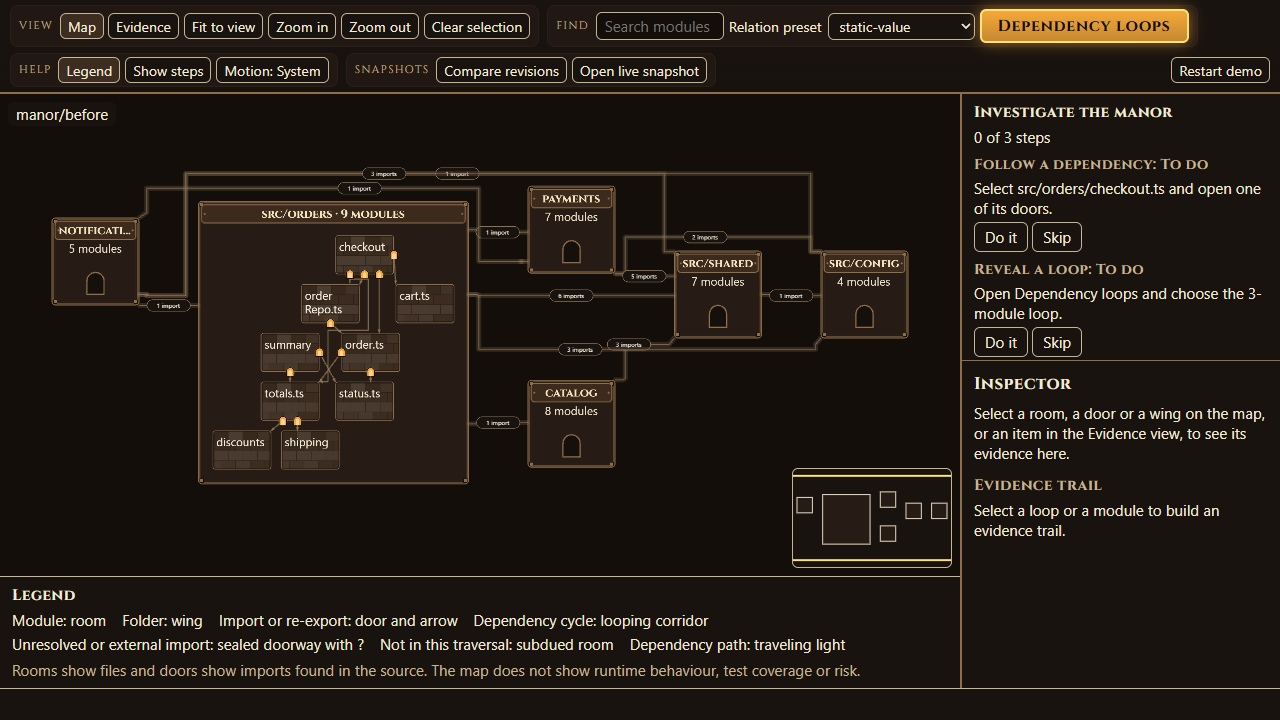 VIEW Map Evidence Fit to view Zoom in Zoom out Clear selection FIND Search modules Relation preset static-value Dependency loops
HELP Legend Show steps Motion: System SNAPSHOTS Compare revisions Open live snapshot Restart demo
manor/before
3 imports
1 import
1 import
NOTIFICATI...
5 modules
1 import
SRC/ORDERS · 9 MODULES
checkout
order
Repo.ts
cart.ts
summary
order.ts
totals.ts
status.ts
discounts
shipping
1 import
6 imports
3 imports
1 import
PAYMENTS
7 modules
5 imports
2 imports
3 imports
CATALOG
8 modules
SRC/SHARED
7 modules
1 import
SRC/CONFIG
4 modules
Investigate the manor
0 of 3 steps
Follow a dependency: To do
Select src/orders/checkout.ts and open one
of its doors.
Do it Skip
Reveal a loop: To do
Open Dependency loops and choose the 3-
module loop.
Do it Skip
Inspector
Select a room, a door or a wing on the map,
or an item in the Evidence view, to see its
evidence here.
Evidence trail
Select a loop or a module to build an
evidence trail.
Legend
Module: room Folder: wing Import or re-export: door and arrow Dependency cycle: looping corridor
Unresolved or external import: sealed doorway with ? Not in this traversal: subdued room Dependency path: traveling light
Rooms show files and doors show imports found in the source. The map does not show runtime behaviour, test coverage or risk.